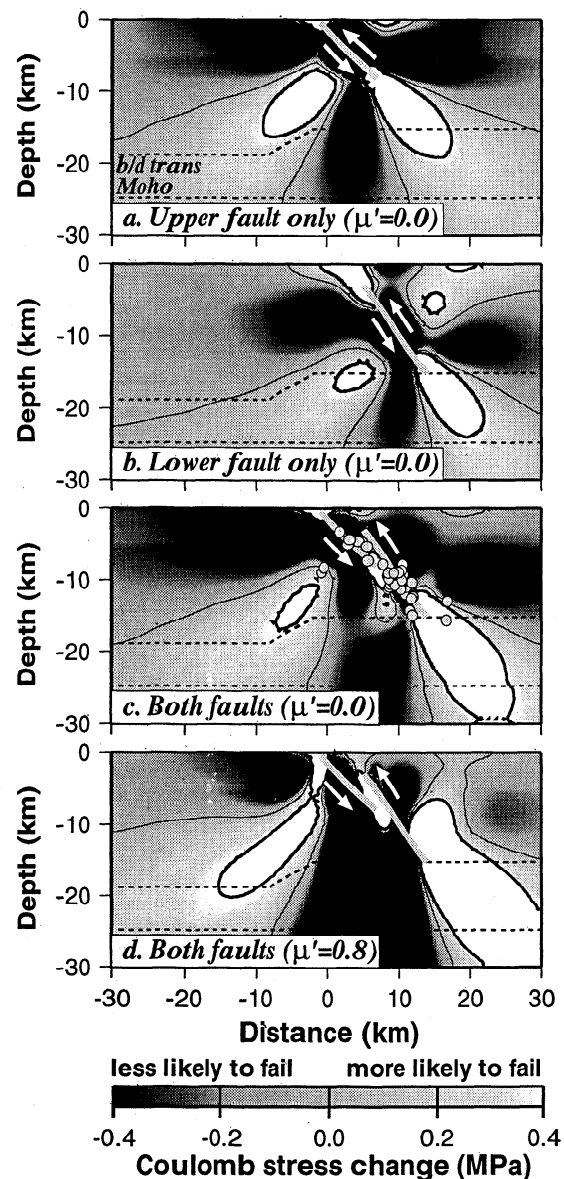 0
-10
-20
-30
Depth (km)
b/d trans
Moho
a. Upper fault only (μ'=0.0)
0
-10
-20
-30
Depth (km)
b. Lower fault only (μ'=0.0)
0
-10
-20
-30
Depth (km)
c. Both faults (μ'=0.0)
0
-10
-20
-30
Depth (km)
d. Both faults (μ'=0.8)
-30 -20 -10 0 10 20 30
Distance (km)
less likely to fail more likely to fail
-0.4 -0.2 0.0 0.2 0.4
Coulomb stress change (MPa)